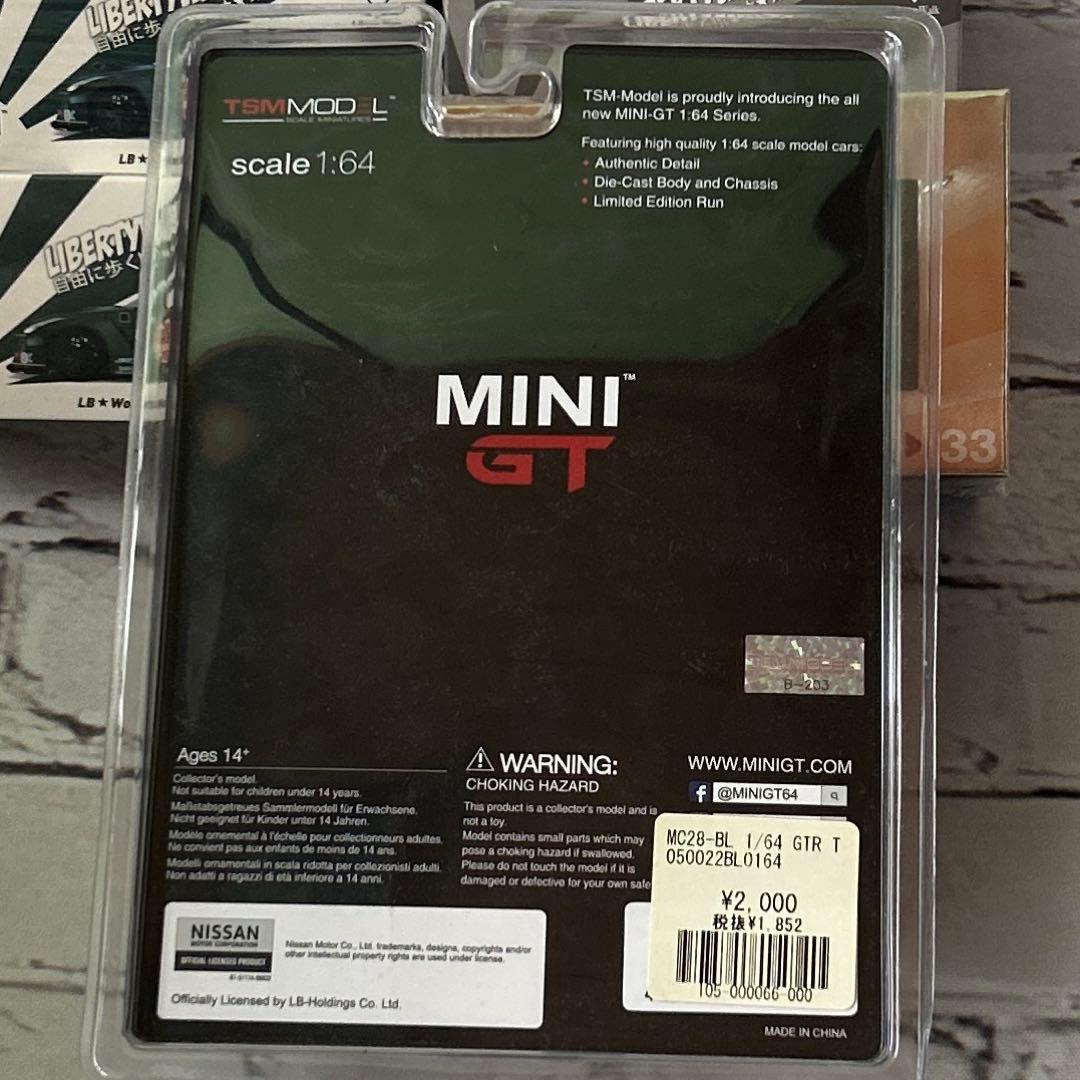 LIBERTY
自由に歩
LB★
LIBERTY
自由に歩く
LB★Wo
33
TSMMODEL™
SCALE MINIATURES
scale 1:64
TSM-Model is proudly introducing the all
new MINI-GT 1:64 Series.
Featuring high quality 1:64 scale model cars:
• Authentic Detail
• Die-Cast Body and Chassis
• Limited Edition Run
MINI™
GT
B-203
Ages 14+
Collector's model.
Not suitable for children under 14 years.
Maßstabsgetreues Sammlermodell für Erwachsene.
Nicht geeignet für Kinder unter 14 Jahren.
Modèle ornemental à l'échelle pour collectionneurs adultes.
Ne convient pas aux enfants de moins de 14 ans.
Modelli ornamentali in scala ridotta per collezionisti adulti.
Non adatti a ragazzi di età inferiore a 14 anni.
⚠ WARNING:
CHOKING HAZARD
This product is a collector's model and is
not a toy.
Model contains small parts which may
pose a choking hazard if swallowed.
Please do not touch the model if it is
damaged or defective for your own safe
WWW.MINIGT.COM
f @MINIGT64
MC28-BL 1/64 GTR T
050022BL0164
¥2,000
税抜¥1,852
105-000066-000
NISSAN
MOTOR CORPORATION
OFFICIAL LICENSED PRODUCT
Nissan Motor Co., Ltd. trademarks, designs, copyrights and/or
other intellectual property rights are used under license.
Officially Licensed by LB-Holdings Co. Ltd.
MADE IN CHINA